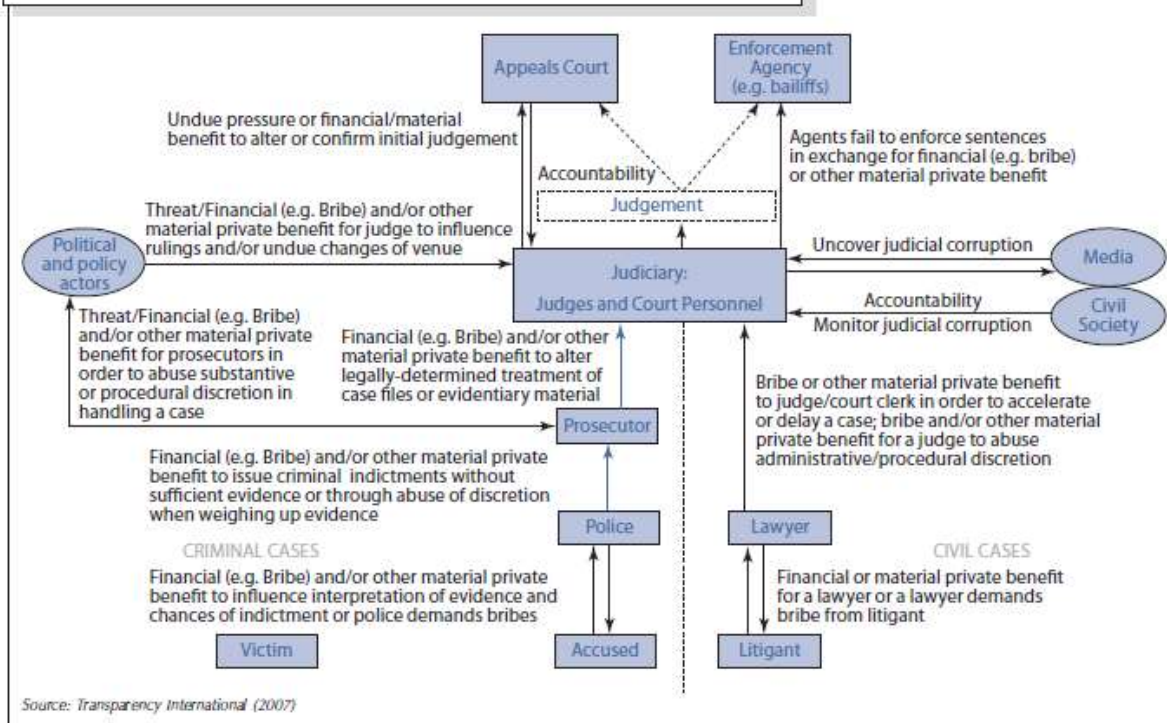 Appeals Court
Enforcement
Agency
(e.g. bailiffs)
Undue pressure or financial/material
benefit to alter or confirm initial judgement
Agents fail to enforce sentences
in exchange for financial (e.g. bribe)
or other material private benefit
Accountability
Judgement
Threat/Financial (e.g. Bribe) and/or other
material private benefit for judge to influence
rulings and/or undue changes of venue
Political
and policy
actors
Judiciary:
Judges and Court Personnel
Uncover judicial corruption
Media
Accountability
Monitor judicial corruption
Civil
Society
Threat/Financial (e.g. Bribe)
and/or other material private
benefit for prosecutors in
order to abuse substantive
or procedural discretion in
handling a case
Financial (e.g. Bribe) and/or other
material private benefit to alter
legally-determined treatment of
case files or evidentiary material
Bribe or other material private benefit
to judge/court clerk in order to accelerate
or delay a case; bribe and/or other material
private benefit for a judge to abuse
administrative/procedural discretion
Prosecutor
Financial (e.g. Bribe) and/or other material private
benefit to issue criminal indictments without
sufficient evidence or through abuse of discretion
when weighing up evidence
Police
Lawyer
CRIMINAL CASES
CIVIL CASES
Financial (e.g. Bribe) and/or other material private
benefit to influence interpretation of evidence and
chances of indictment or police demands bribes
Financial or material private benefit
for a lawyer or a lawyer demands
bribe from litigant
Victim
Accused
Litigant
Source: Transparency International (2007)